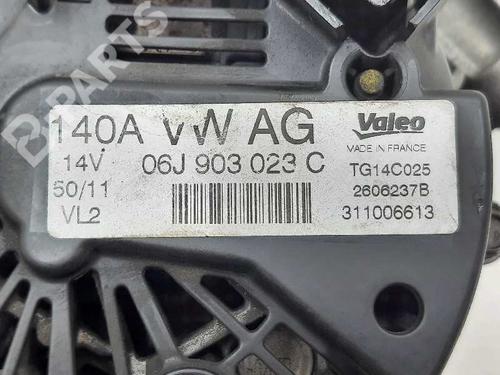 B-PARTS
140A VW AG
14V 06J 903 023 C
50/11
VL2
Valeo
MADE IN FRANCE
TG14C025
2606237B
311006613